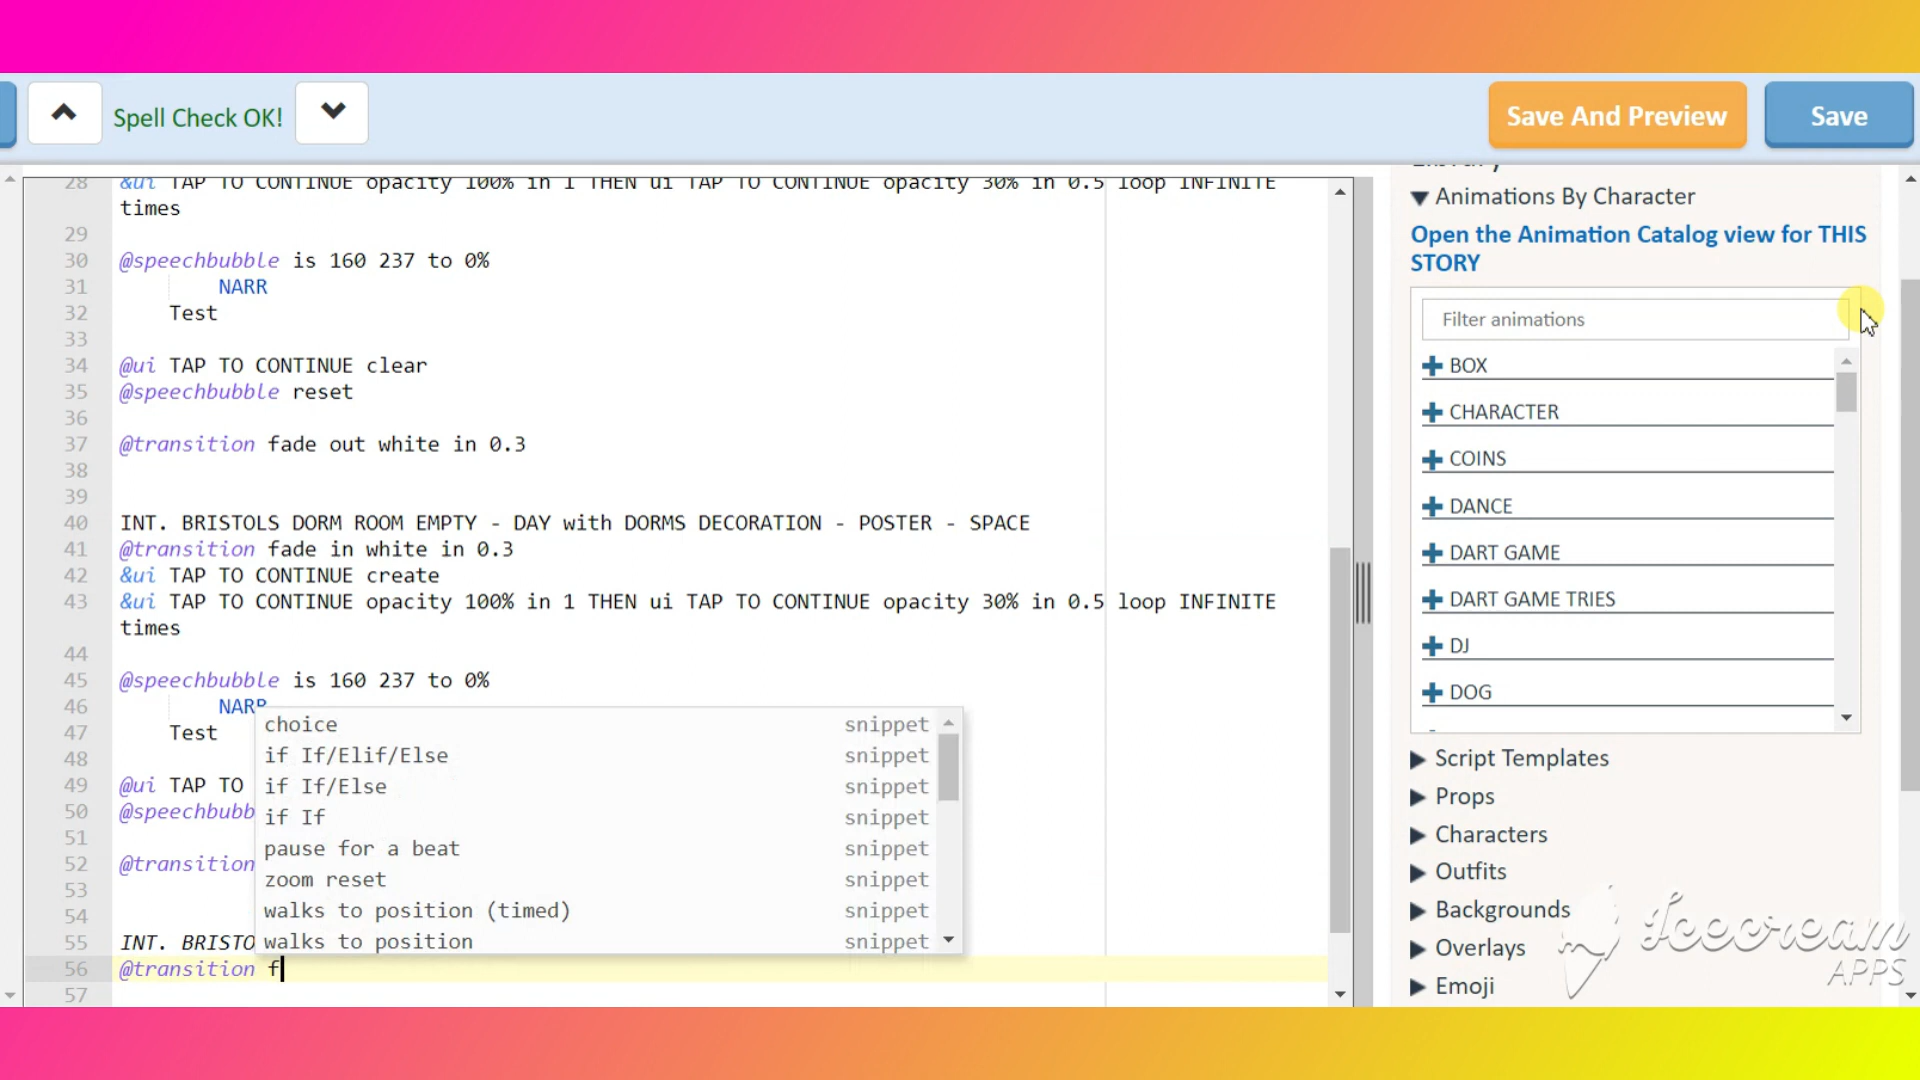 Spell Check OK!
Save And Preview
Save
28 &ui TAP TO CONTINUE opacity 100% in 1 THEN ui TAP TO CONTINUE opacity 30% in 0.5 loop INFINITE
times
29
30 @speechbubble is 160 237 to 0%
31 NARR
32 Test
33
34 @ui TAP TO CONTINUE clear
35 @speechbubble reset
36
37 @transition fade out white in 0.3
38
39
40 INT. BRISTOLS DORM ROOM EMPTY - DAY with DORMS DECORATION - POSTER - SPACE
41 @transition fade in white in 0.3
42 &ui TAP TO CONTINUE create
43 &ui TAP TO CONTINUE opacity 100% in 1 THEN ui TAP TO CONTINUE opacity 30% in 0.5 loop INFINITE
times
44
45 @speechbubble is 160 237 to 0%
46 NARR
47 Test
48
49 @ui TAP TO
50 @speechbubb
51
52 @transition
53
54
55 INT. BRISTO
56 @transition f
57
choice snippet
if If/Elif/Else snippet
if If/Else snippet
if If snippet
pause for a beat snippet
zoom reset snippet
walks to position (timed) snippet
walks to position snippet
Library
Animations By Character
Open the Animation Catalog view for THIS
STORY
Filter animations
BOX
CHARACTER
COINS
DANCE
DART GAME
DART GAME TRIES
DJ
DOG
Script Templates
Props
Characters
Outfits
Backgrounds
Overlays
Emoji
Icecream
APPS